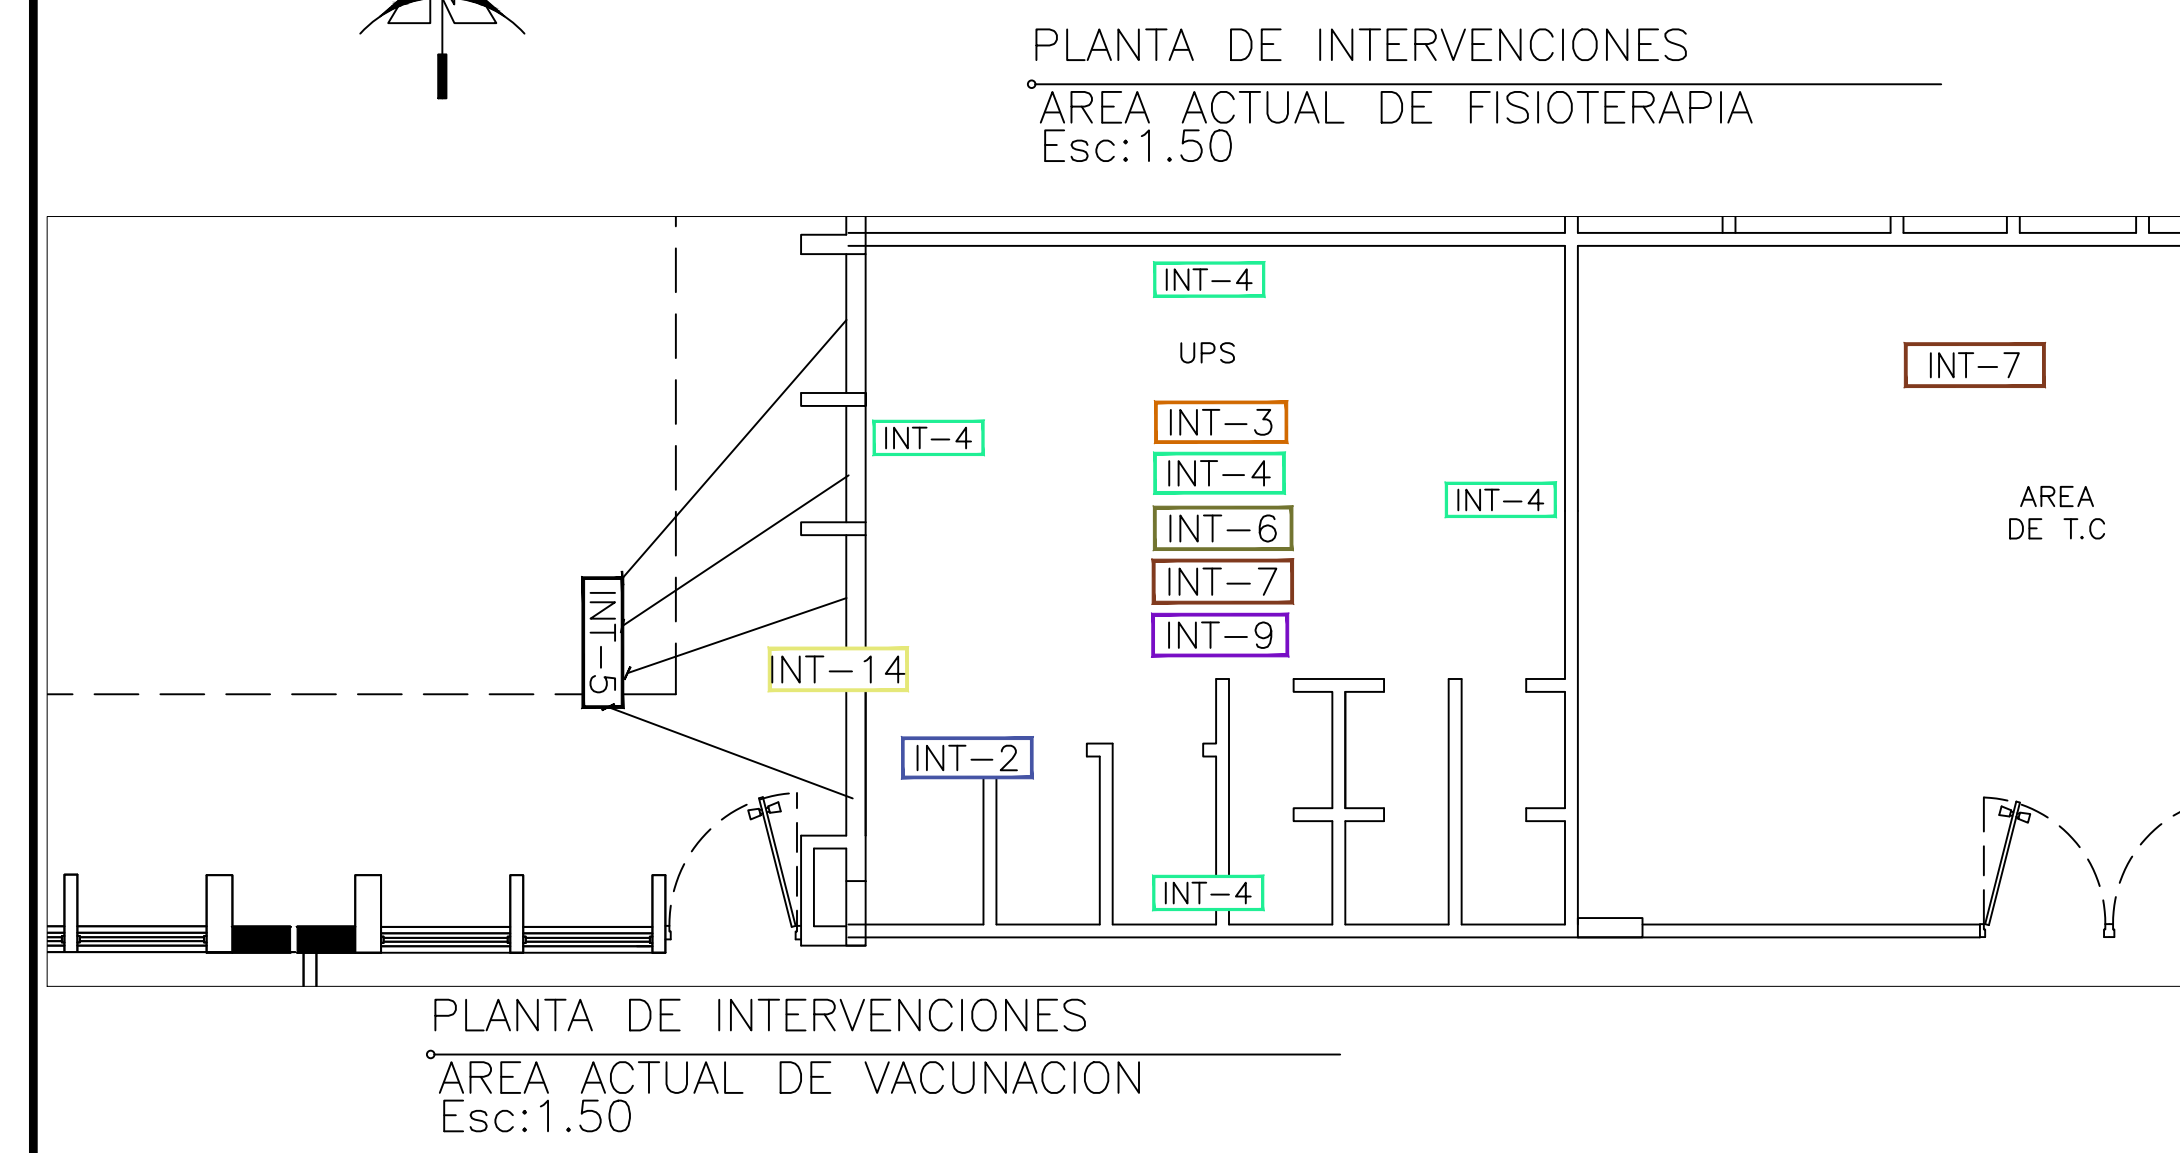 PLANTA DE INTERVENCIONES
AREA ACTUAL DE FISIOTERAPIA
Esc:1.50
INT-4
UPS
INT-7
INT-3
INT-4
INT-4
INT-4
AREA
DE T.C
INT-6
INT-7
INT-5
INT-9
INT-14
INT-2
INT-4
PLANTA DE INTERVENCIONES
AREA ACTUAL DE VACUNACION
Esc:1.50